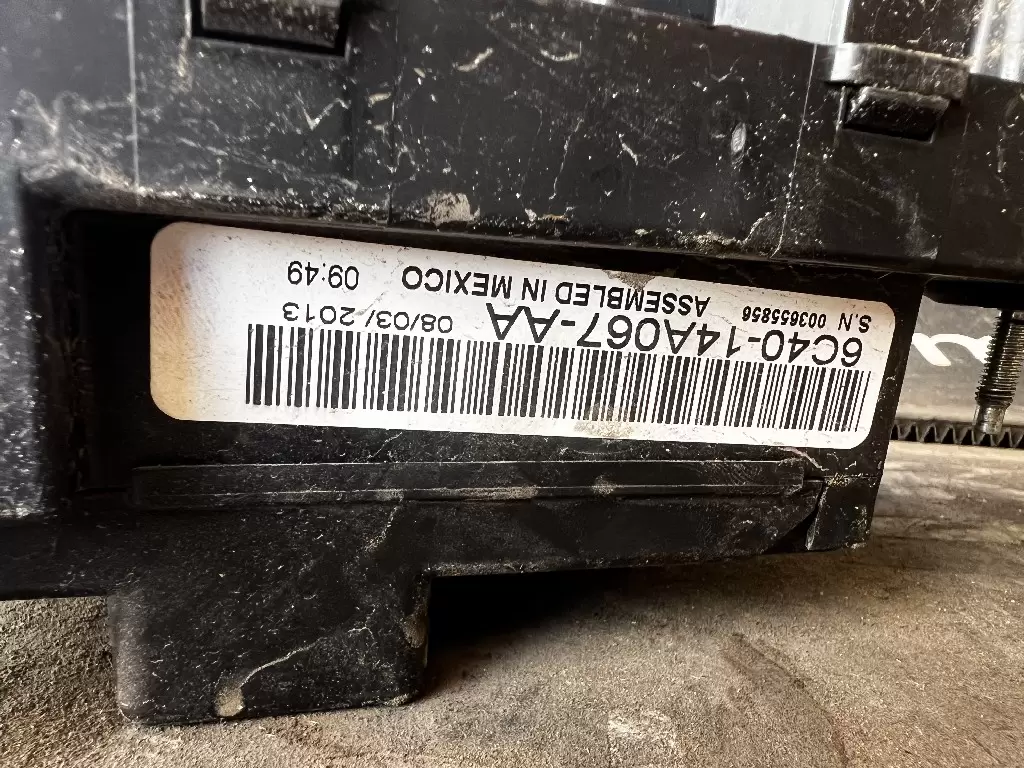 S.N 003655856
ASSEMBLED IN MEXICO 09:49
6C40-14A067-AA 08/03/2013